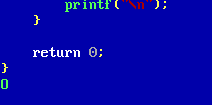 printf("\n");
}
return 0;
}
0